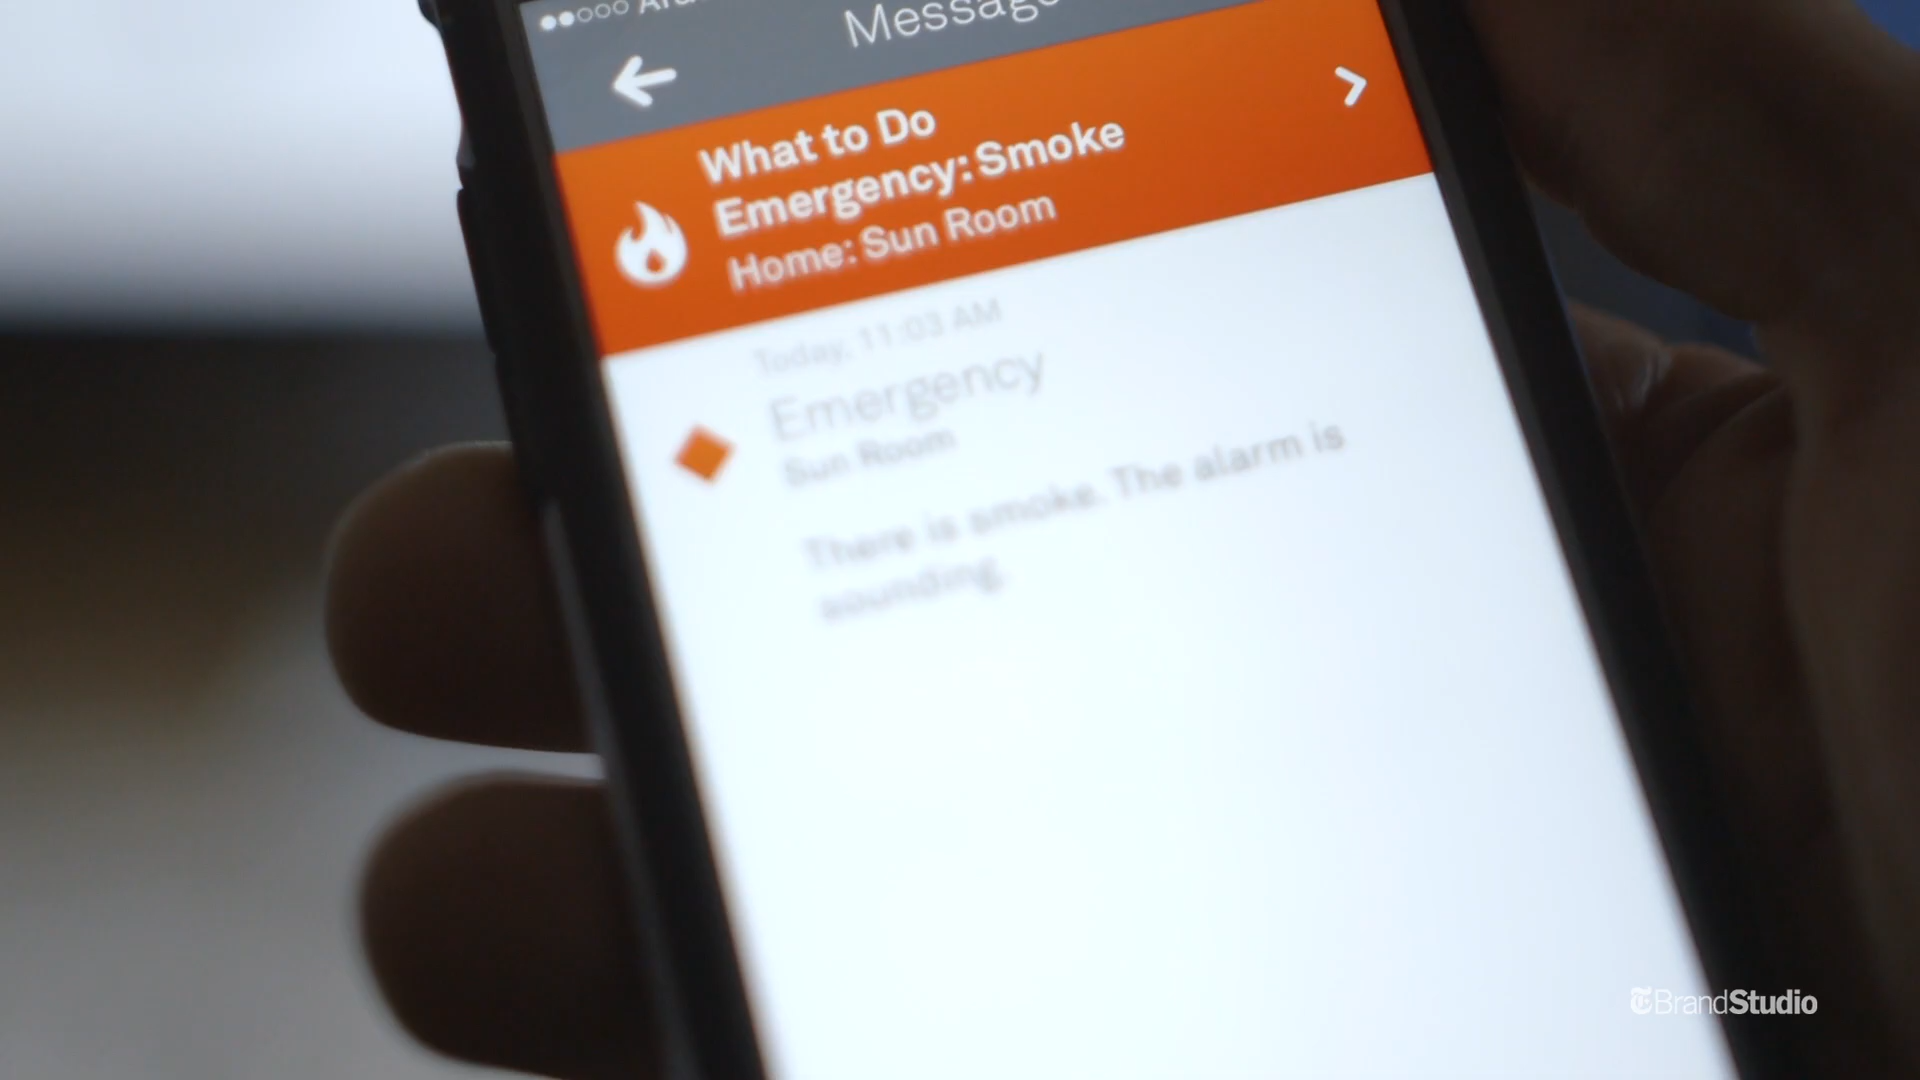 Message
What to Do
Emergency: Smoke
Home: Sun Room
Today, 11:03 AM
Emergency
Sun Room
There is smoke. The alarm is
sounding.
TBrandStudio